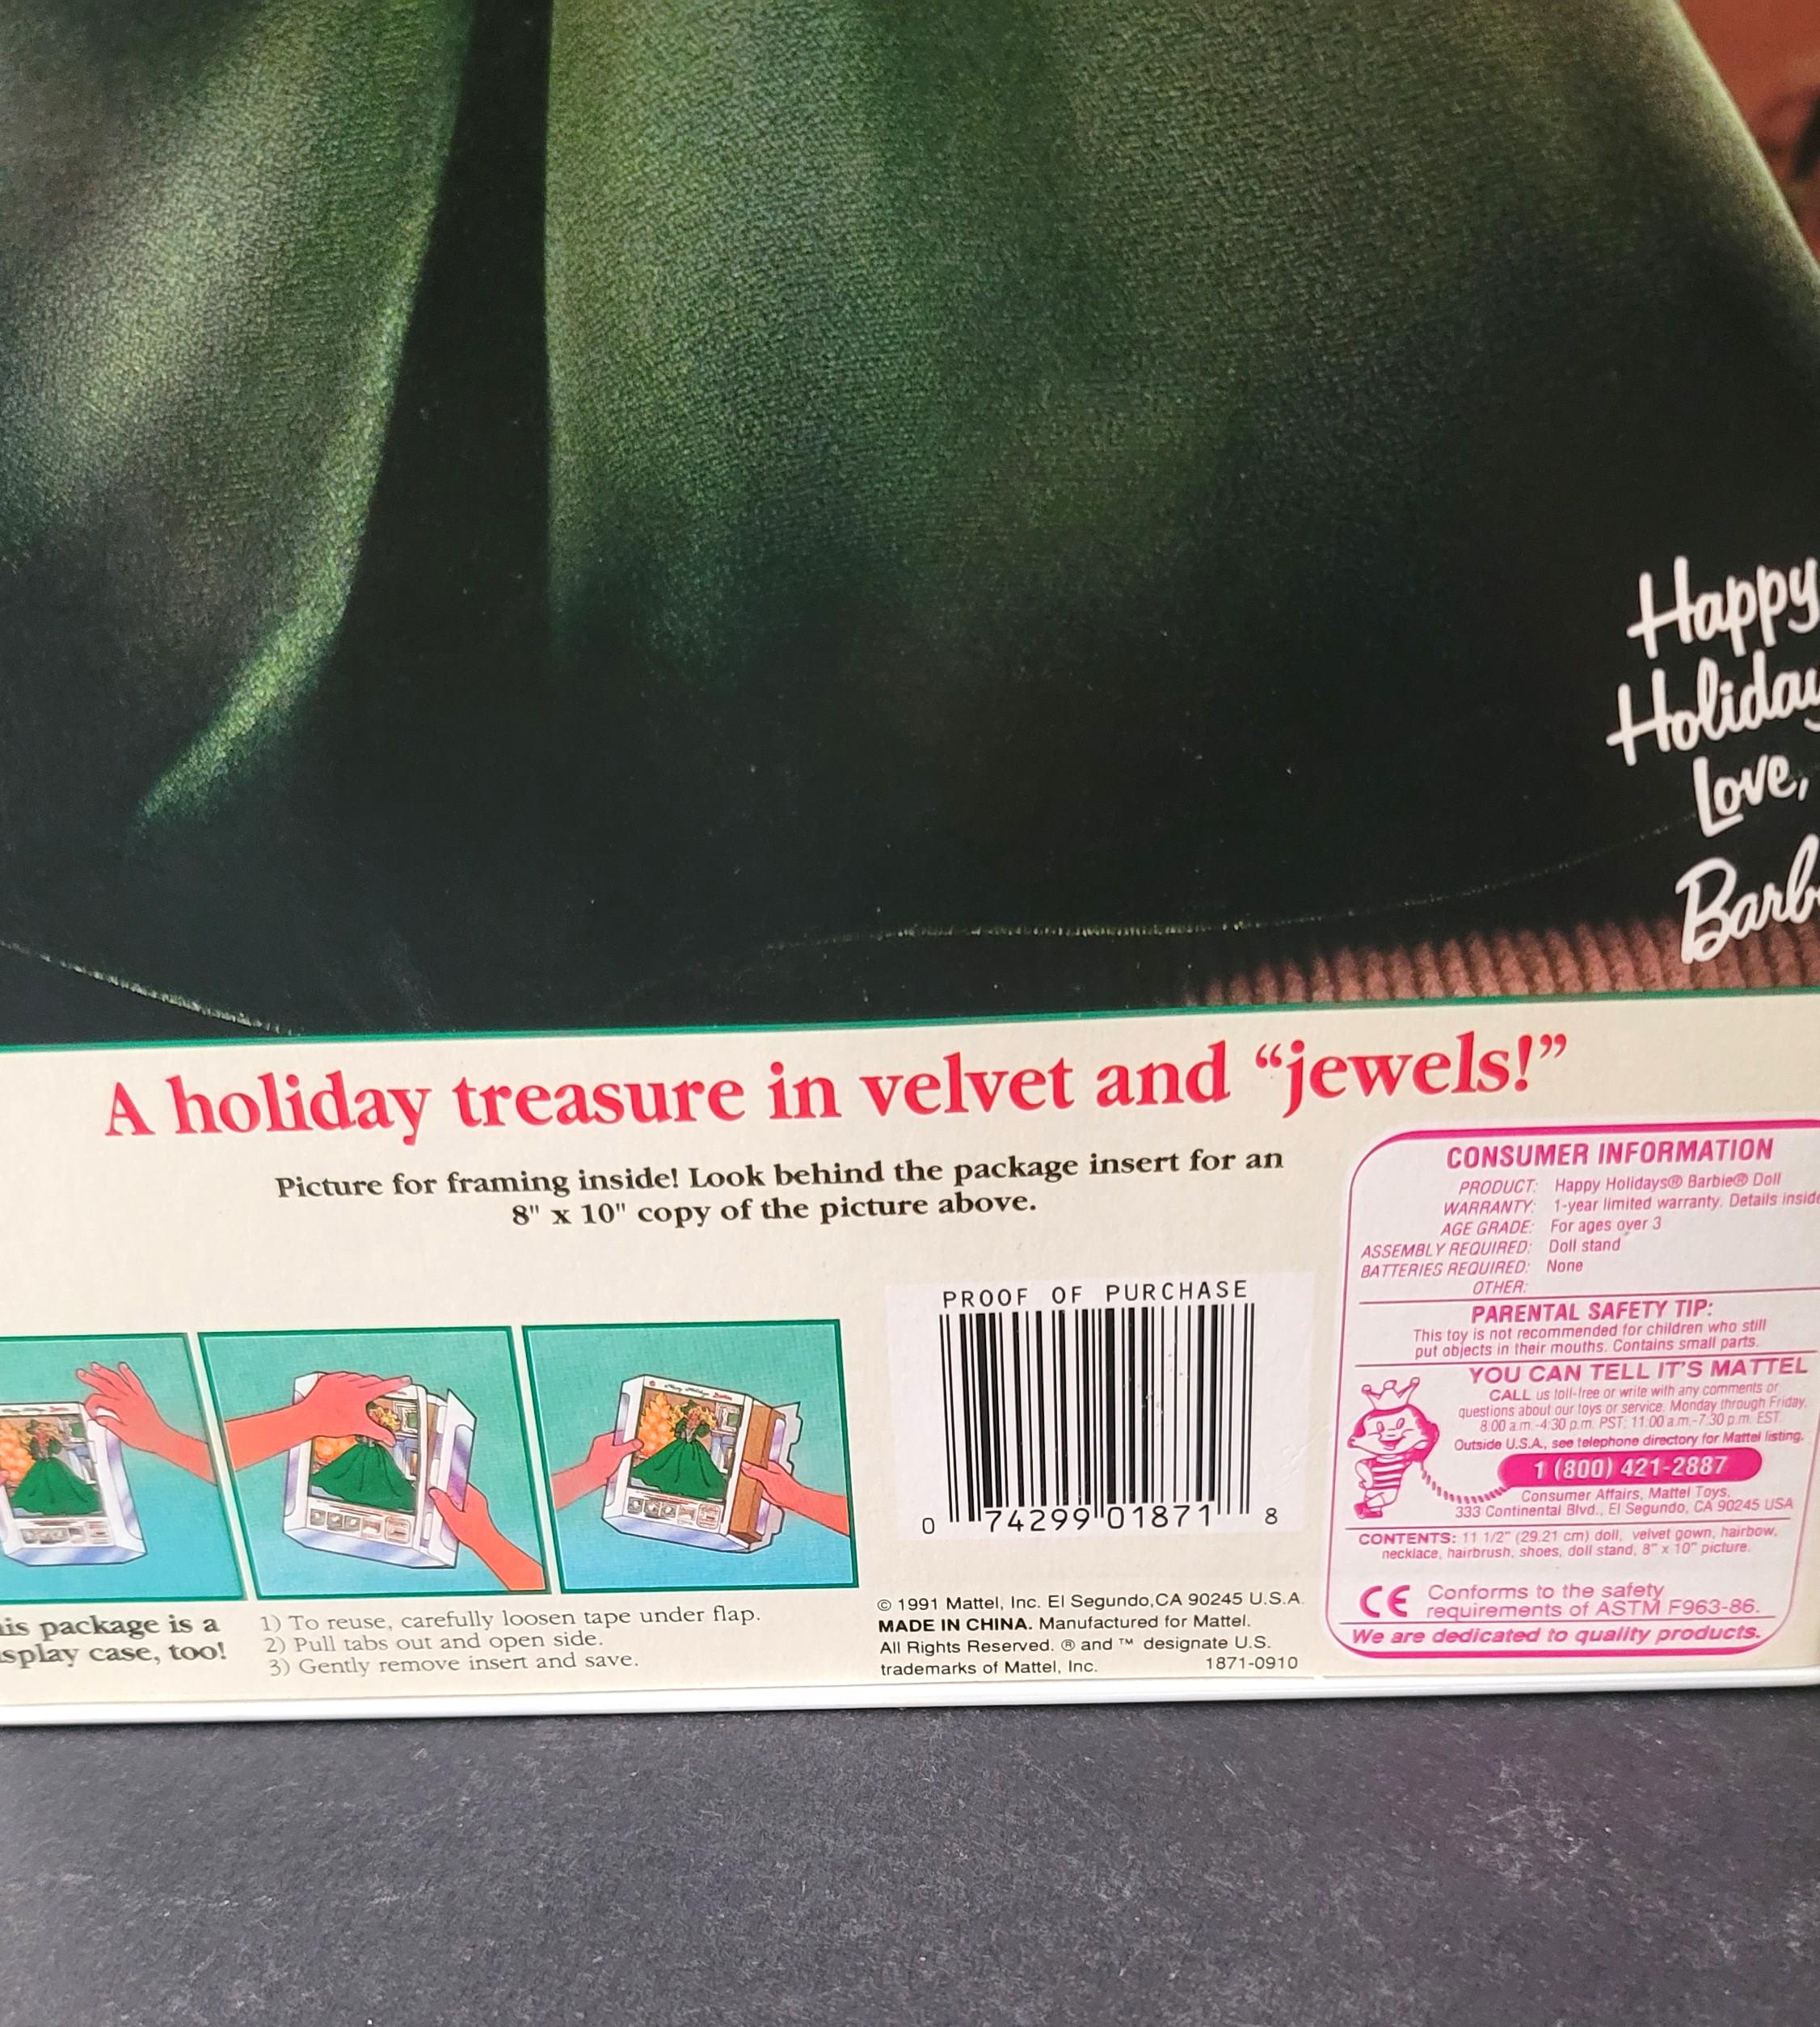 Happy
Love,
A holiday treasure in velvet and “jewels!”
Picture for framing inside! Look behind the package insert for an
8" x 10" copy of the picture above.
package is a
case, too!
1) To reuse, carefully loosen tape under flap.
2) Pull tabs out and open side.
3) Gently remove insert and save.
PROOF OF PURCHASE
0 74299 01871 8
© 1991 Mattel, Inc. El Segundo, CA 90245 U.S.A.
MADE IN CHINA. Manufactured for Mattel.
All Rights Reserved. ® and ™ designate U.S.
trademarks of Mattel, Inc. 1871-0910
CONSUMER INFORMATION
PRODUCT: Happy Holidays® Barbie® Doll
WARRANTY: 1-year limited warranty. Details inside
AGE GRADE: For ages over 3
ASSEMBLY REQUIRED: Doll stand
BATTERIES REQUIRED: None
OTHER:
PARENTAL SAFETY TIP:
This toy is not recommended for children who still
put objects in their mouths. Contains small parts.
YOU CAN TELL IT'S MATTEL
CALL us toll-free or write with any comments or
questions about our toys or service. Monday through Friday,
8:00 a.m.-4:30 p.m. PST; 11:00 a.m.-7:30 p.m. EST.
Outside U.S.A., see telephone directory for Mattel listing.
1 (800) 421-2887
Consumer Affairs, Mattel Toys,
333 Continental Blvd., El Segundo, CA 90245 USA
CONTENTS: 11 1/2" (29.21 cm) doll, velvet gown, hairbow,
necklace, hairbrush, shoes, doll stand, 8" x 10" picture.
CE Conforms to the safety
requirements of ASTM F963-86.
We are dedicated to quality products.